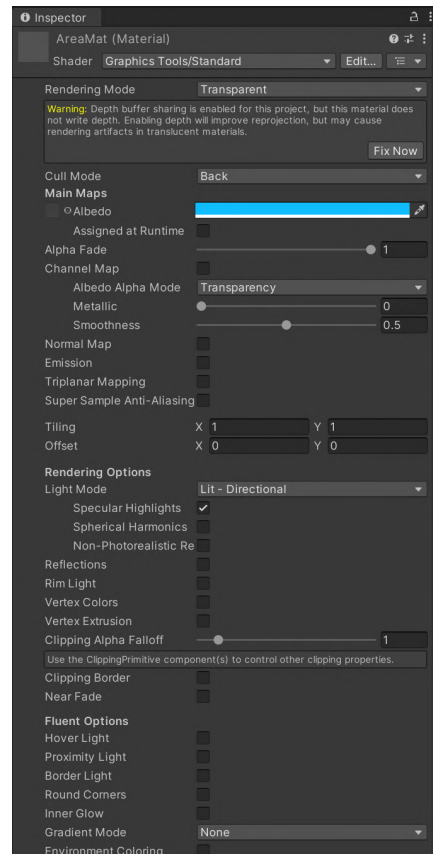 Inspector
AreaMat (Material)
Shader Graphics Tools/Standard Edit...
Rendering Mode Transparent
Warning: Depth buffer sharing is enabled for this project, but this material does
not write depth. Enabling depth will improve reprojection, but may cause
rendering artifacts in translucent materials.
Fix Now
Cull Mode Back
Main Maps
Albedo
Assigned at Runtime
Alpha Fade 1
Channel Map
Albedo Alpha Mode Transparency
Metallic 0
Smoothness 0.5
Normal Map
Emission
Triplanar Mapping
Super Sample Anti-Aliasing
Tiling X 1 Y 1
Offset X 0 Y 0
Rendering Options
Light Mode Lit - Directional
Specular Highlights
Spherical Harmonics
Non-Photorealistic Re
Reflections
Rim Light
Vertex Colors
Vertex Extrusion
Clipping Alpha Falloff 1
Use the ClippingPrimitive component(s) to control other clipping properties.
Clipping Border
Near Fade
Fluent Options
Hover Light
Proximity Light
Border Light
Round Corners
Inner Glow
Gradient Mode None
Environment Coloring